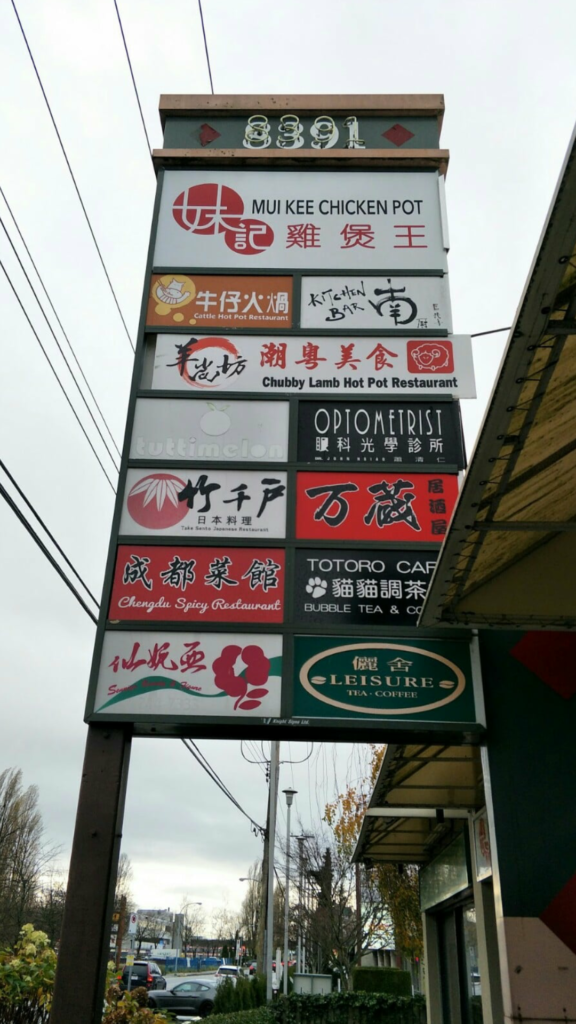 8391
MUI KEE CHICKEN POT
妹記 雞煲王
牛仔火鍋
Cattle Hot Pot Restaurant
KITCHEN
BAR
南
羊尚坊 潮粵美食
Chubby Lamb Hot Pot Restaurant
tuttimelon
OPTOMETRIST
眼科光學診所
竹千戶
日本料理
Take Sento Japanese Restaurant
万蔵
居酒屋
成都菜館
Chengdu Spicy Restaurant
TOTORO CAF
貓貓調茶
BUBBLE TEA & CO
仙妮亞
儷舍
LEISURE
TEA · COFFEE